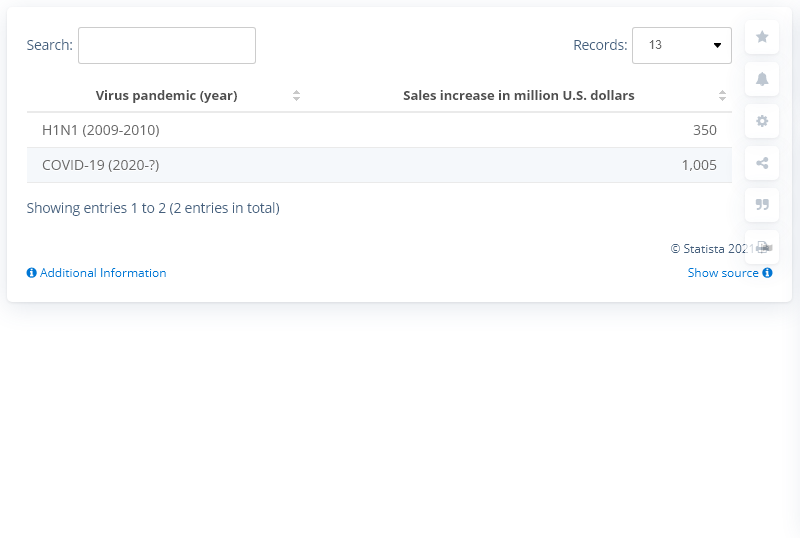 Search:
Records: 13
Virus pandemic (year) Sales increase in million U.S. dollars
H1N1 (2009-2010) 350
COVID-19 (2020-?) 1,005
Showing entries 1 to 2 (2 entries in total)
© Statista 2021
Additional Information Show source